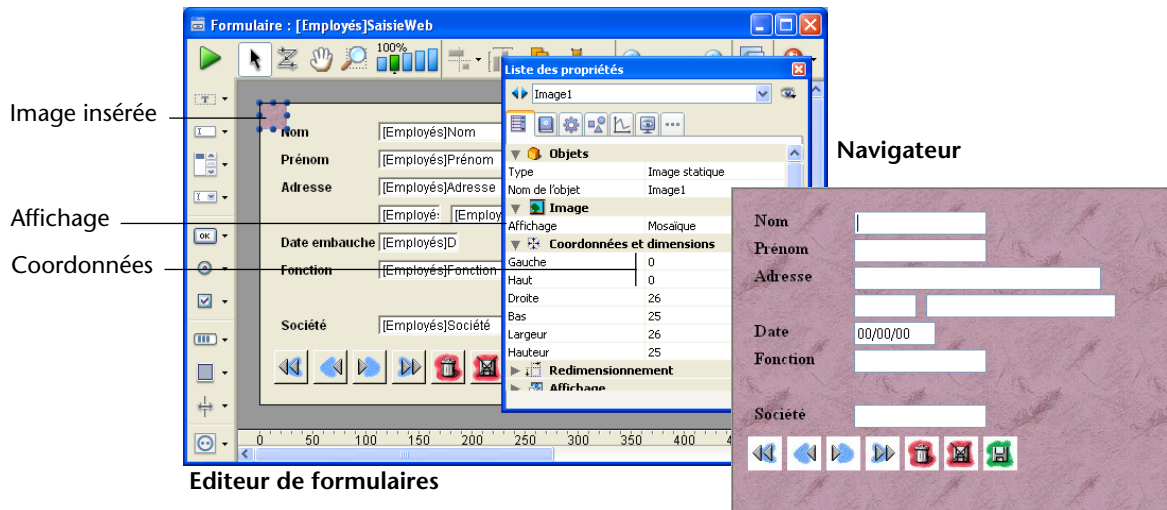 Formulaire : [Employés]SaisieWeb
100%
Image insérée
Nom [Employés]Nom
Prénom [Employés]Prénom
Adresse [Employés]Adresse
[Employé: [Employ
Affichage
Date embauche [Employés]D
Coordonnées
Fonction [Employés]Fonction
Société [Employés]Société
OK
0 50 100 150 200 250 300 350 400
Editeur de formulaires
Liste des propriétés
Image1
Objets
Type Image statique
Nom de l'objet Image1
Image
Affichage Mosaïque
Coordonnées et dimensions
Gauche 0
Haut 0
Droite 26
Bas 25
Largeur 26
Hauteur 25
Redimensionnement
Affichage
Navigateur
Nom
Prénom
Adresse
Date 00/00/00
Fonction
Société